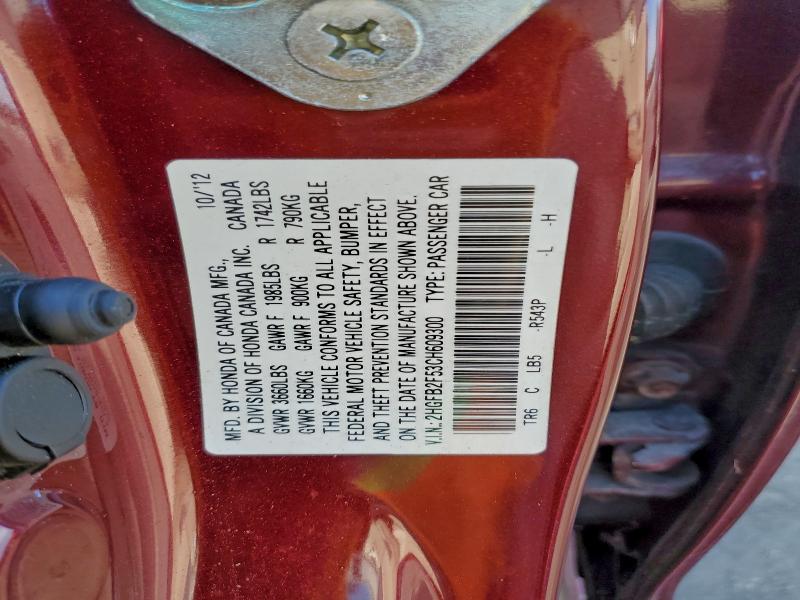 MFD. BY HONDA OF CANADA MFG., 10/'12
A DIVISION OF HONDA CANADA INC. CANADA
GVWR 3660LBS GAWR F 1985LBS R 1742LBS
GVWR 1660KG GAWR F 900KG R 790KG
THIS VEHICLE CONFORMS TO ALL APPLICABLE
FEDERAL MOTOR VEHICLE SAFETY, BUMPER,
AND THEFT PREVENTION STANDARDS IN EFFECT
ON THE DATE OF MANUFACTURE SHOWN ABOVE.
V.I.N.: 2HGFB2F53CH609300 TYPE: PASSENGER CAR
TR6 C LB5 -R543P -L -H